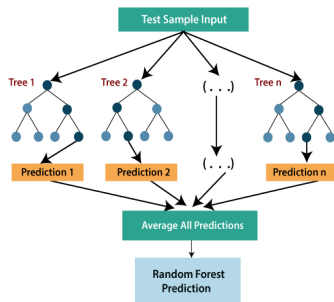 Test Sample Input
Tree 1
Tree 2
(...)
Tree n
(...)
Prediction 1
Prediction 2
Prediction n
Average All Predictions
Random Forest
Prediction